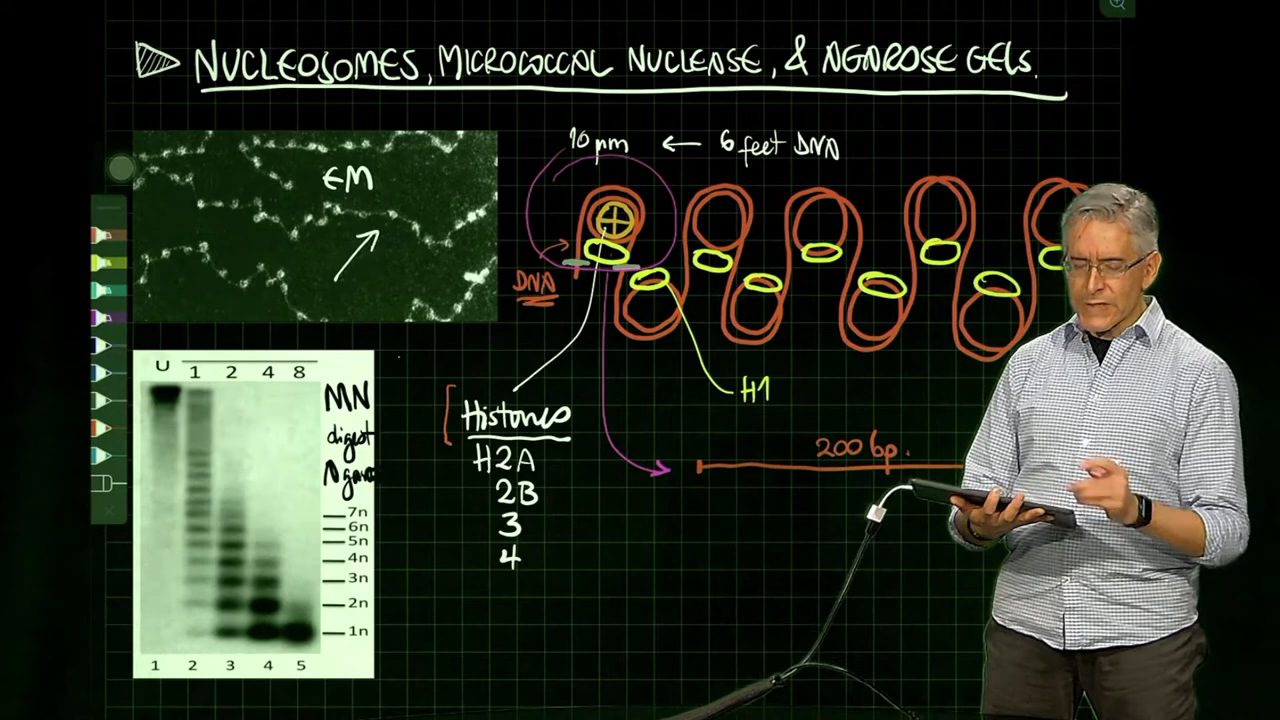 NUCLEOSOMES, MICROCOCCAL NUCLEASE, & AGAROSE GELS.
10 µm ← 6 feet DNA
EM
DNA
H1
Histones
H2A
2B
3
4
200 bp.
U 1 2 4 8
MN
digest
7n
6n
5n
4n
3n
2n
1n
1 2 3 4 5